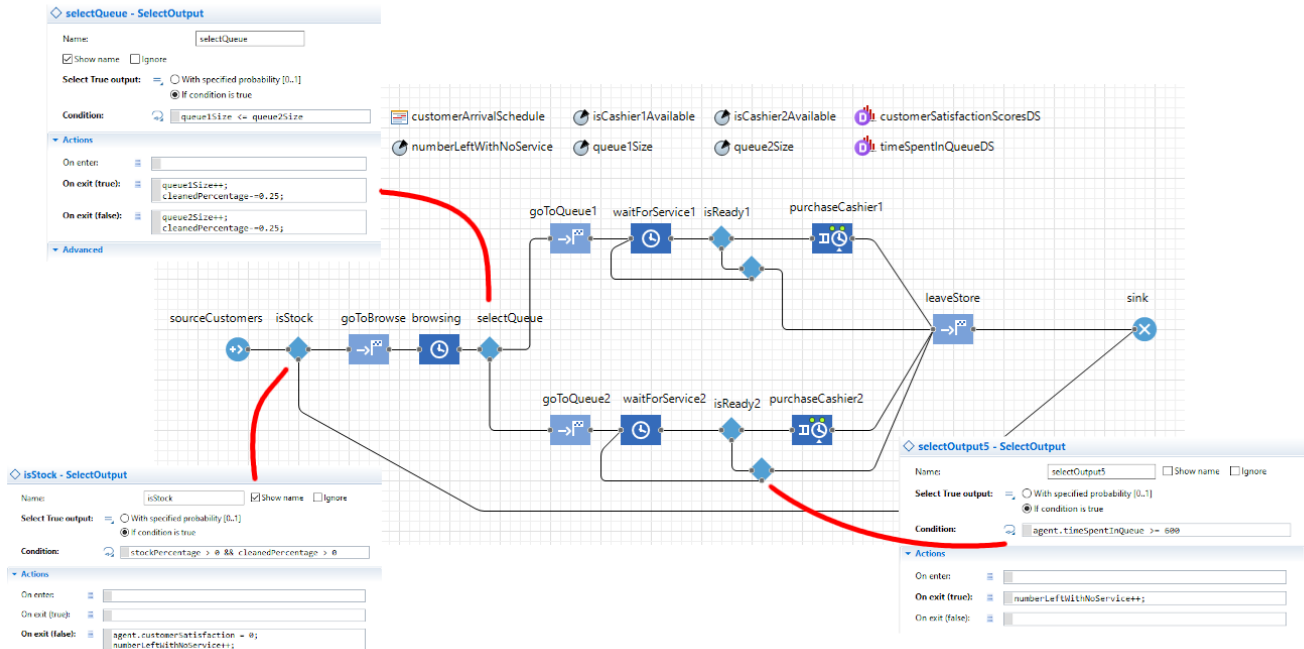 selectQueue - SelectOutput
Name:
selectQueue
Show name
Ignore
Select True output:
With specified probability [0..1]
If condition is true
Condition:
queue1Size <= queue2Size
Actions
On enter:
On exit (true):
queue1Size++;
cleanedPercentage-=0.25;
On exit (false):
queue2Size++;
cleanedPercentage-=0.25;
Advanced
customerArrivalSchedule
isCashier1Available
isCashier2Available
customerSatisfactionScoresDS
numberLeftWithNoService
queue1Size
queue2Size
timeSpentInQueueDS
goToQueue1
waitForService1
isReady1
purchaseCashier1
sourceCustomers
isStock
goToBrowse
browsing
selectQueue
leaveStore
sink
goToQueue2
waitForService2
isReady2
purchaseCashier2
isStock - SelectOutput
Name:
isStock
Show name
Ignore
Select True output:
With specified probability [0..1]
If condition is true
Condition:
stockPercentage > 0 && cleanedPercentage > 0
Actions
On enter:
On exit (true):
On exit (false):
agent.customerSatisfaction = 0;
numberLeftWithNoService++;
selectOutput5 - SelectOutput
Name:
selectOutput5
Show name
Ignore
Select True output:
With specified probability [0..1]
If condition is true
Condition:
agent.timeSpentInQueue >= 600
Actions
On enter:
On exit (true):
numberLeftWithNoService++;
On exit (false):